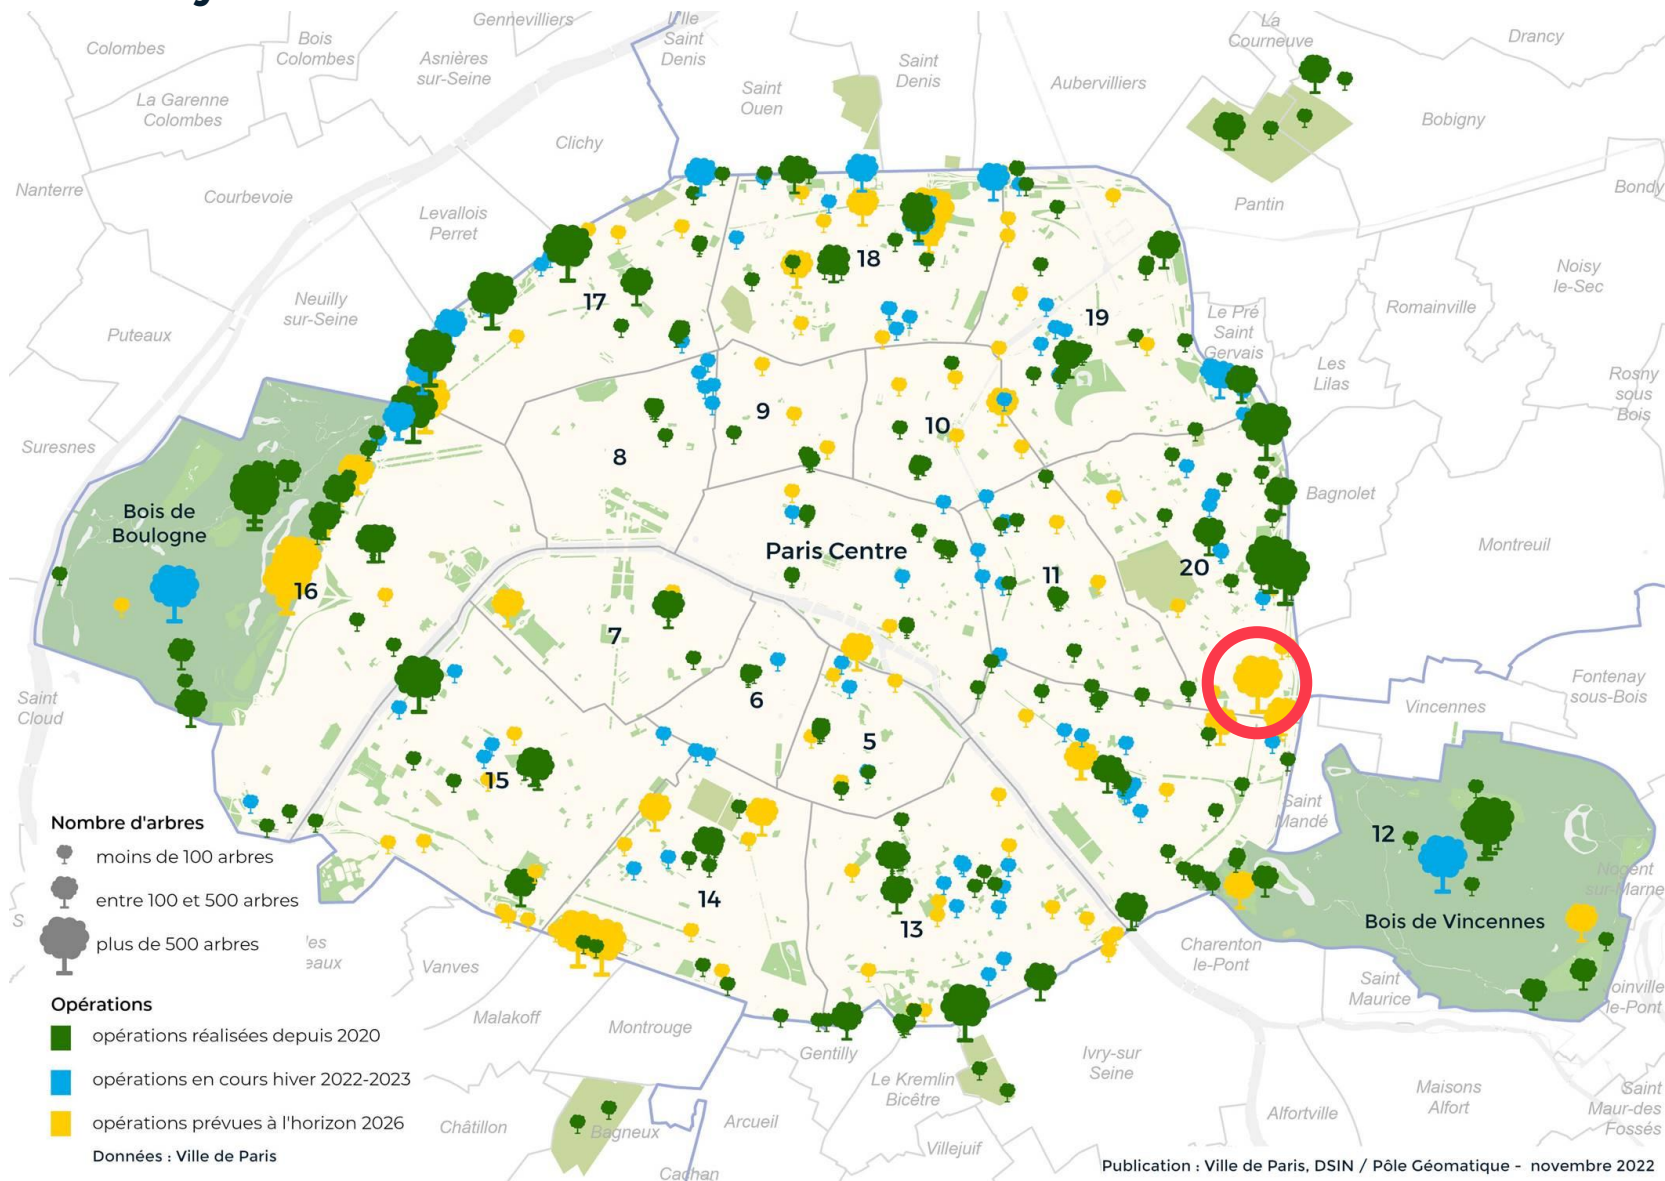 Gennevilliers
L'Ile
Saint
Denis
La
Courneuve
Drancy
Colombes
Bois
Colombes
Asnières
sur-Seine
Saint
Denis
Aubervilliers
La Garenne
Colombes
Saint
Ouen
Bobigny
Clichy
Nanterre
Courbevoie
Bondy
Levallois
Perret
Pantin
18
Noisy
le-Sec
Neuilly
sur-Seine
17
19
Romainville
Puteaux
Le Pré
Saint
Gervais
Les
Lilas
Rosny
sous
Bois
9
10
Suresnes
8
Bagnolet
Bois de
Boulogne
Paris Centre
Montreuil
20
11
16
7
Saint
Cloud
6
Fontenay
sous-Bois
Vincennes
5
15
Saint
Mandé
12
Nombre d'arbres
moins de 100 arbres
entre 100 et 500 arbres
plus de 500 arbres
Nogent
sur-Marne
14
13
Bois de Vincennes
Vanves
Charenton
le-Pont
Saint
Maurice
oinville
le-Pont
Opérations
opérations réalisées depuis 2020
opérations en cours hiver 2022-2023
opérations prévues à l'horizon 2026
Données : Ville de Paris
Malakoff
Montrouge
Gentilly
Le Kremlin
Bicêtre
Ivry-sur
Seine
Maisons
Alfort
Saint
Maur-des
Fossés
Châtillon
Bagneux
Arcueil
Alfortville
Villejuif
Cachan
Publication : Ville de Paris, DSIN / Pôle Géomatique - novembre 2022